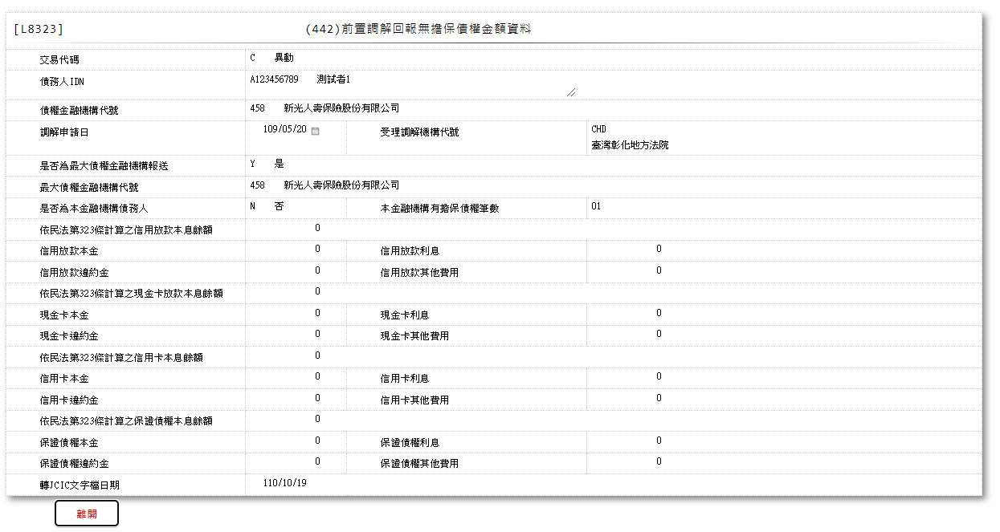 [L8323] (442)前置調解回報無擔保債權金額資料
交易代碼 C 異動
債務人IDN A123456789 測試者1
債權金融機構代號 458 新光人壽保險股份有限公司
調解申請日 109/05/20 受理調解機構代號 CHD
臺灣彰化地方法院
是否為最大債權金融機構報送 Y 是
最大債權金融機構代號 458 新光人壽保險股份有限公司
是否為本金融機構債務人 N 否 本金融機構有擔保債權筆數 01
依民法第323條計算之信用放款本息餘額 0
信用放款本金 0 信用放款利息 0
信用放款違約金 0 信用放款其他費用 0
依民法第323條計算之現金卡放款本息餘額 0
現金卡本金 0 現金卡利息 0
現金卡違約金 0 現金卡其他費用 0
依民法第323條計算之信用卡本息餘額 0
信用卡本金 0 信用卡利息 0
信用卡違約金 0 信用卡其他費用 0
依民法第323條計算之保證債權本息餘額 0
保證債權本金 0 保證債權利息 0
保證債權違約金 0 保證債權其他費用 0
轉JCIC文字檔日期 110/10/19
離開